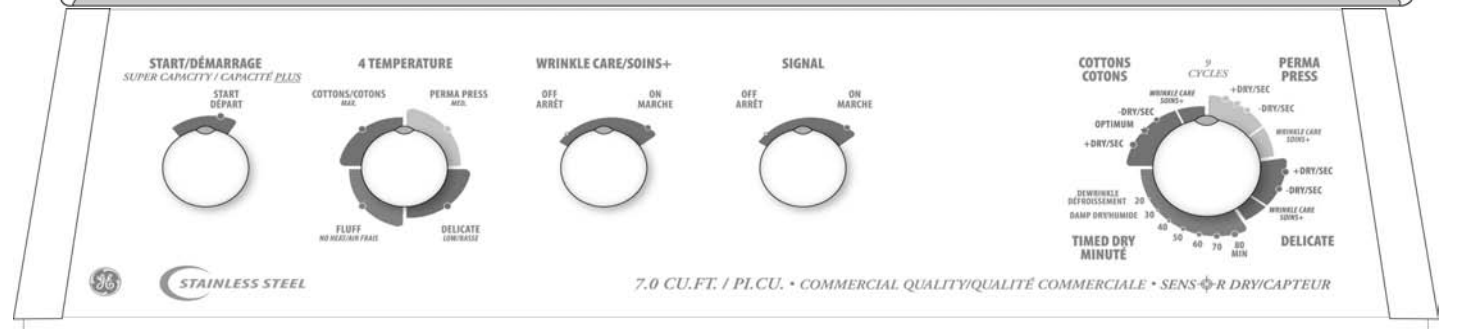 START/DÉMARRAGE
SUPER CAPACITY / CAPACITÉ PLUS
START
DÉPART
4 TEMPERATURE
COTTONS/COTONS
MAX.
PERMA PRESS
MED.
FLUFF
NO HEAT/AIR FRAIS
DELICATE
LOW/BASSE
WRINKLE CARE/SOINS+
OFF
ARRÊT
ON
MARCHE
SIGNAL
OFF
ARRÊT
ON
MARCHE
COTTONS
COTONS
9
CYCLES
PERMA
PRESS
WRINKLE CARE
SOINS+
-DRY/SEC
OPTIMUM
+DRY/SEC
+DRY/SEC
-DRY/SEC
WRINKLE CARE
SOINS+
+DRY/SEC
-DRY/SEC
WRINKLE CARE
SOINS+
DELICATE
DEWRINKLE
DÉFROISSEMENT 20
DAMP DRY/HUMIDE 30
40
50
60
70
80
MIN
TIMED DRY
MINUTÉ
GE
STAINLESS STEEL
7.0 CU.FT. / PI.CU. • COMMERCIAL QUALITY/QUALITÉ COMMERCIALE • SENSOR DRY/CAPTEUR